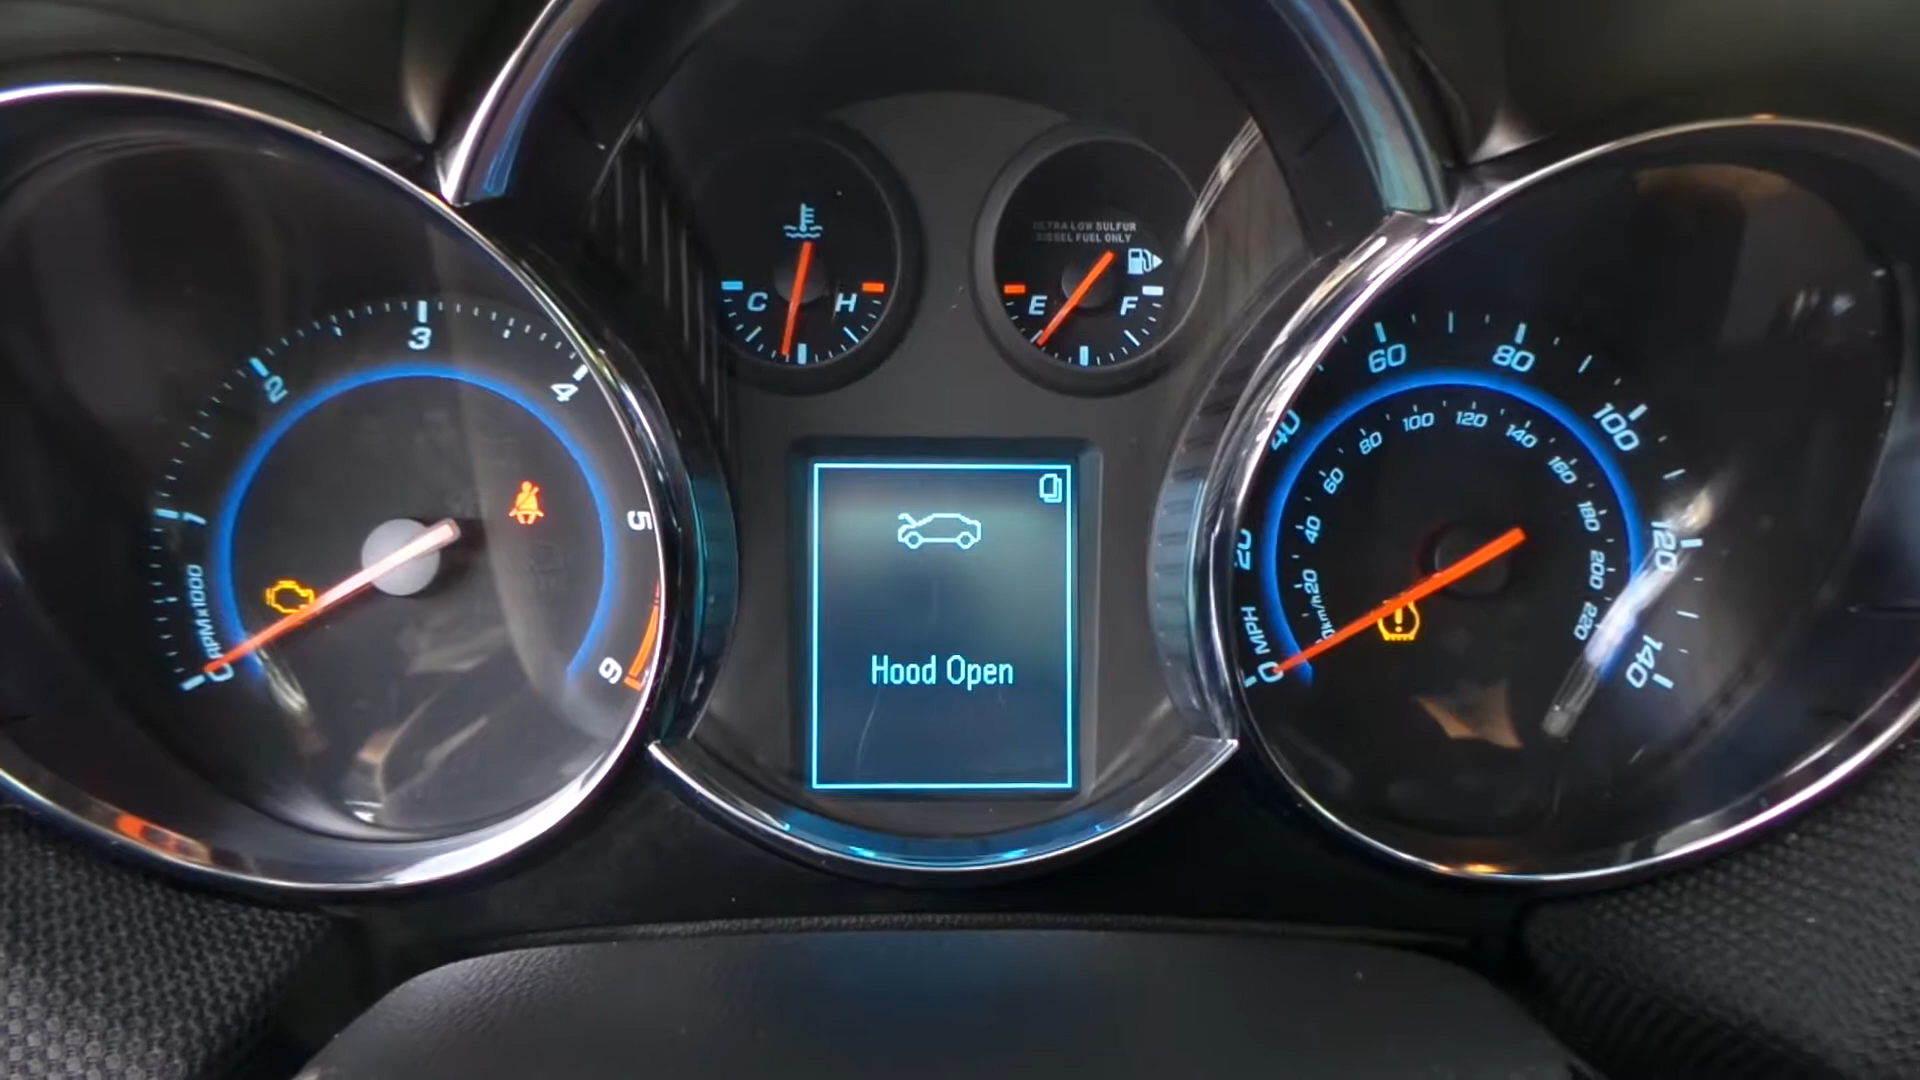 C H
ULTRA LOW SULFUR
DIESEL FUEL ONLY
E F
0 1 2 3 4 5 6
RPMx1000
Hood Open
0 20 40 60 80 100 120 140
MPH
km/h
20 40 60 80 100 120 140 160 180 200 220